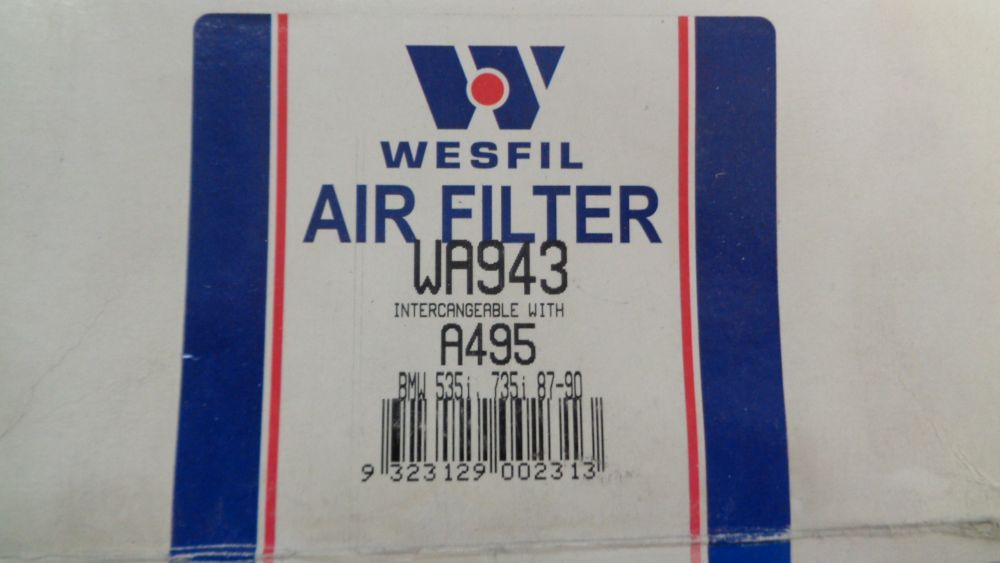 WESFIL
AIR FILTER
WA943
INTERCANGEABLE WITH
A495
BMW 535i, 735i 87-90
9 323129 002313